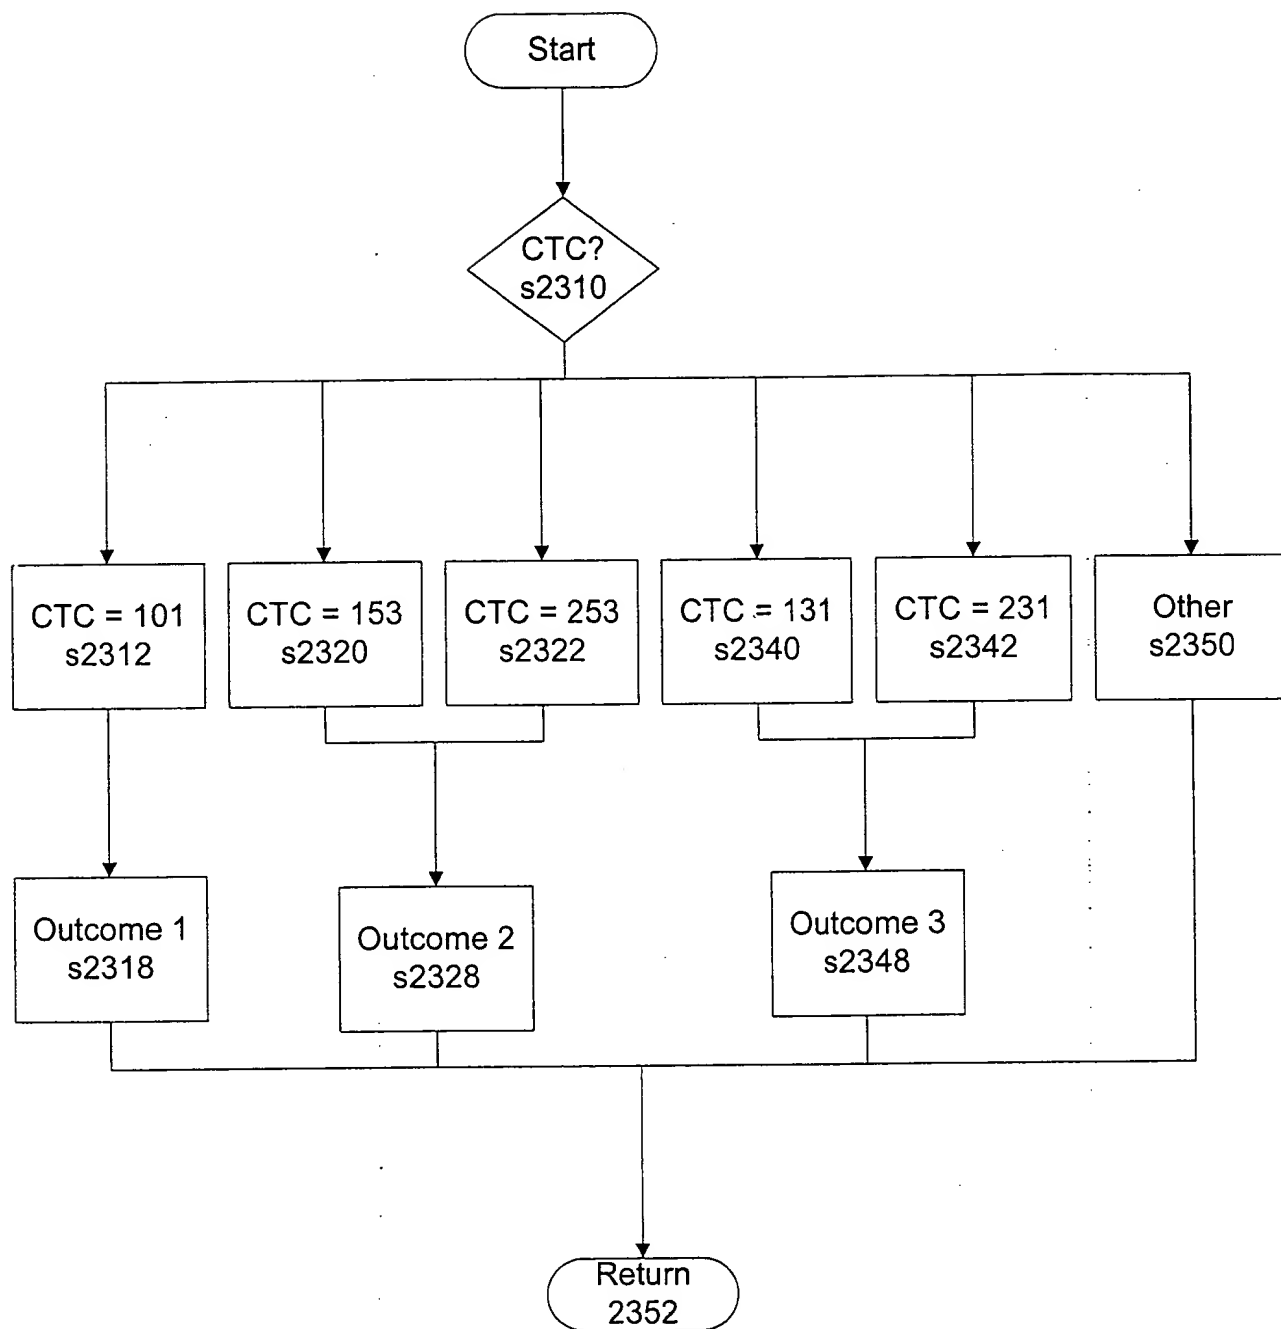 Start
CTC?
s2310
CTC = 101
s2312
CTC = 153
s2320
CTC = 253
s2322
CTC = 131
s2340
CTC = 231
s2342
Other
s2350
Outcome 1
s2318
Outcome 2
s2328
Outcome 3
s2348
Return
2352